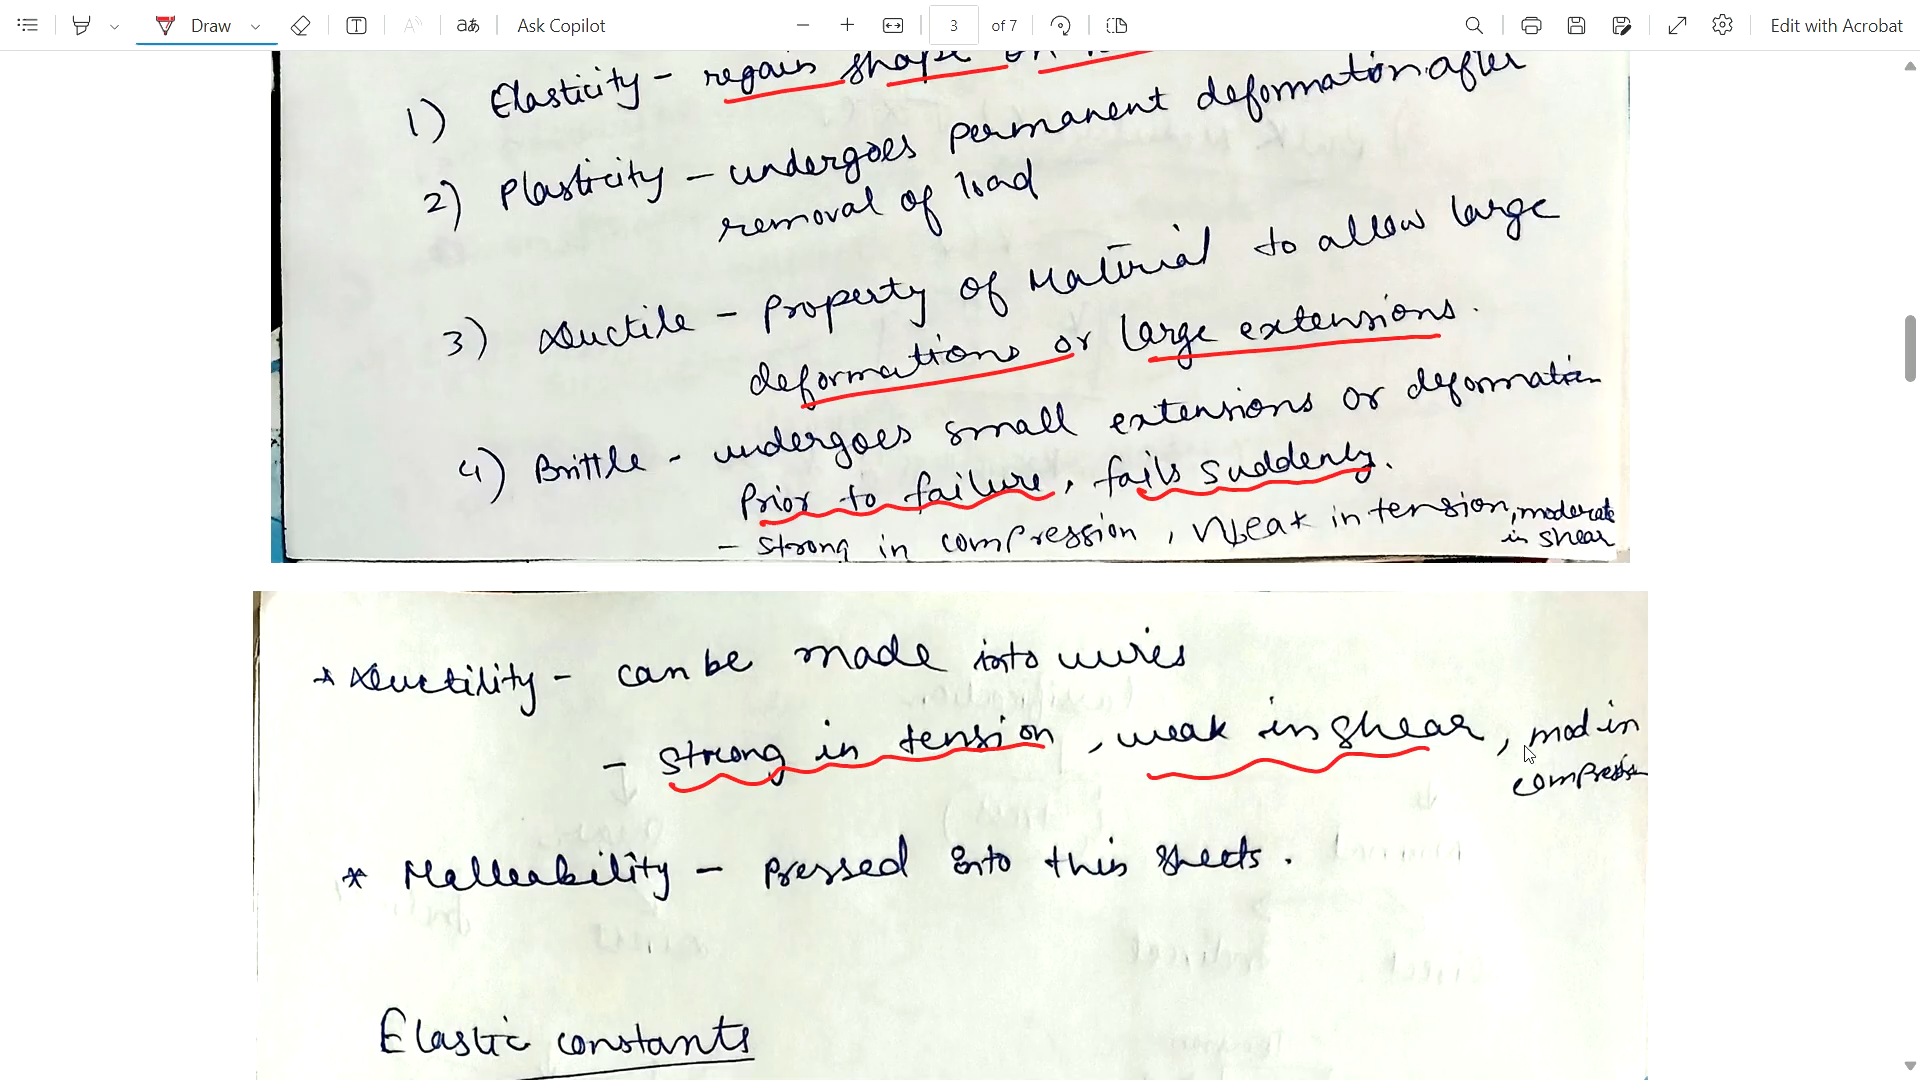 Draw
Ask Copilot
3 of 7
Edit with Acrobat
1) Elasticity - regain shape on
2) Plasticity - undergoes permanent deformation after
removal of load
3) Ductile - Property of Material to allow large
deformations or large extensions.
4) Brittle - undergoes small extensions or deformation
Prior to failure, fails suddenly.
- Strong in compression, Weak in tension, moderate
in shear
* Ductility - can be made into wires
- Strong in tension, weak in shear, mod in
compression
* Malleability - Pressed into thin sheets.
Elastic constants